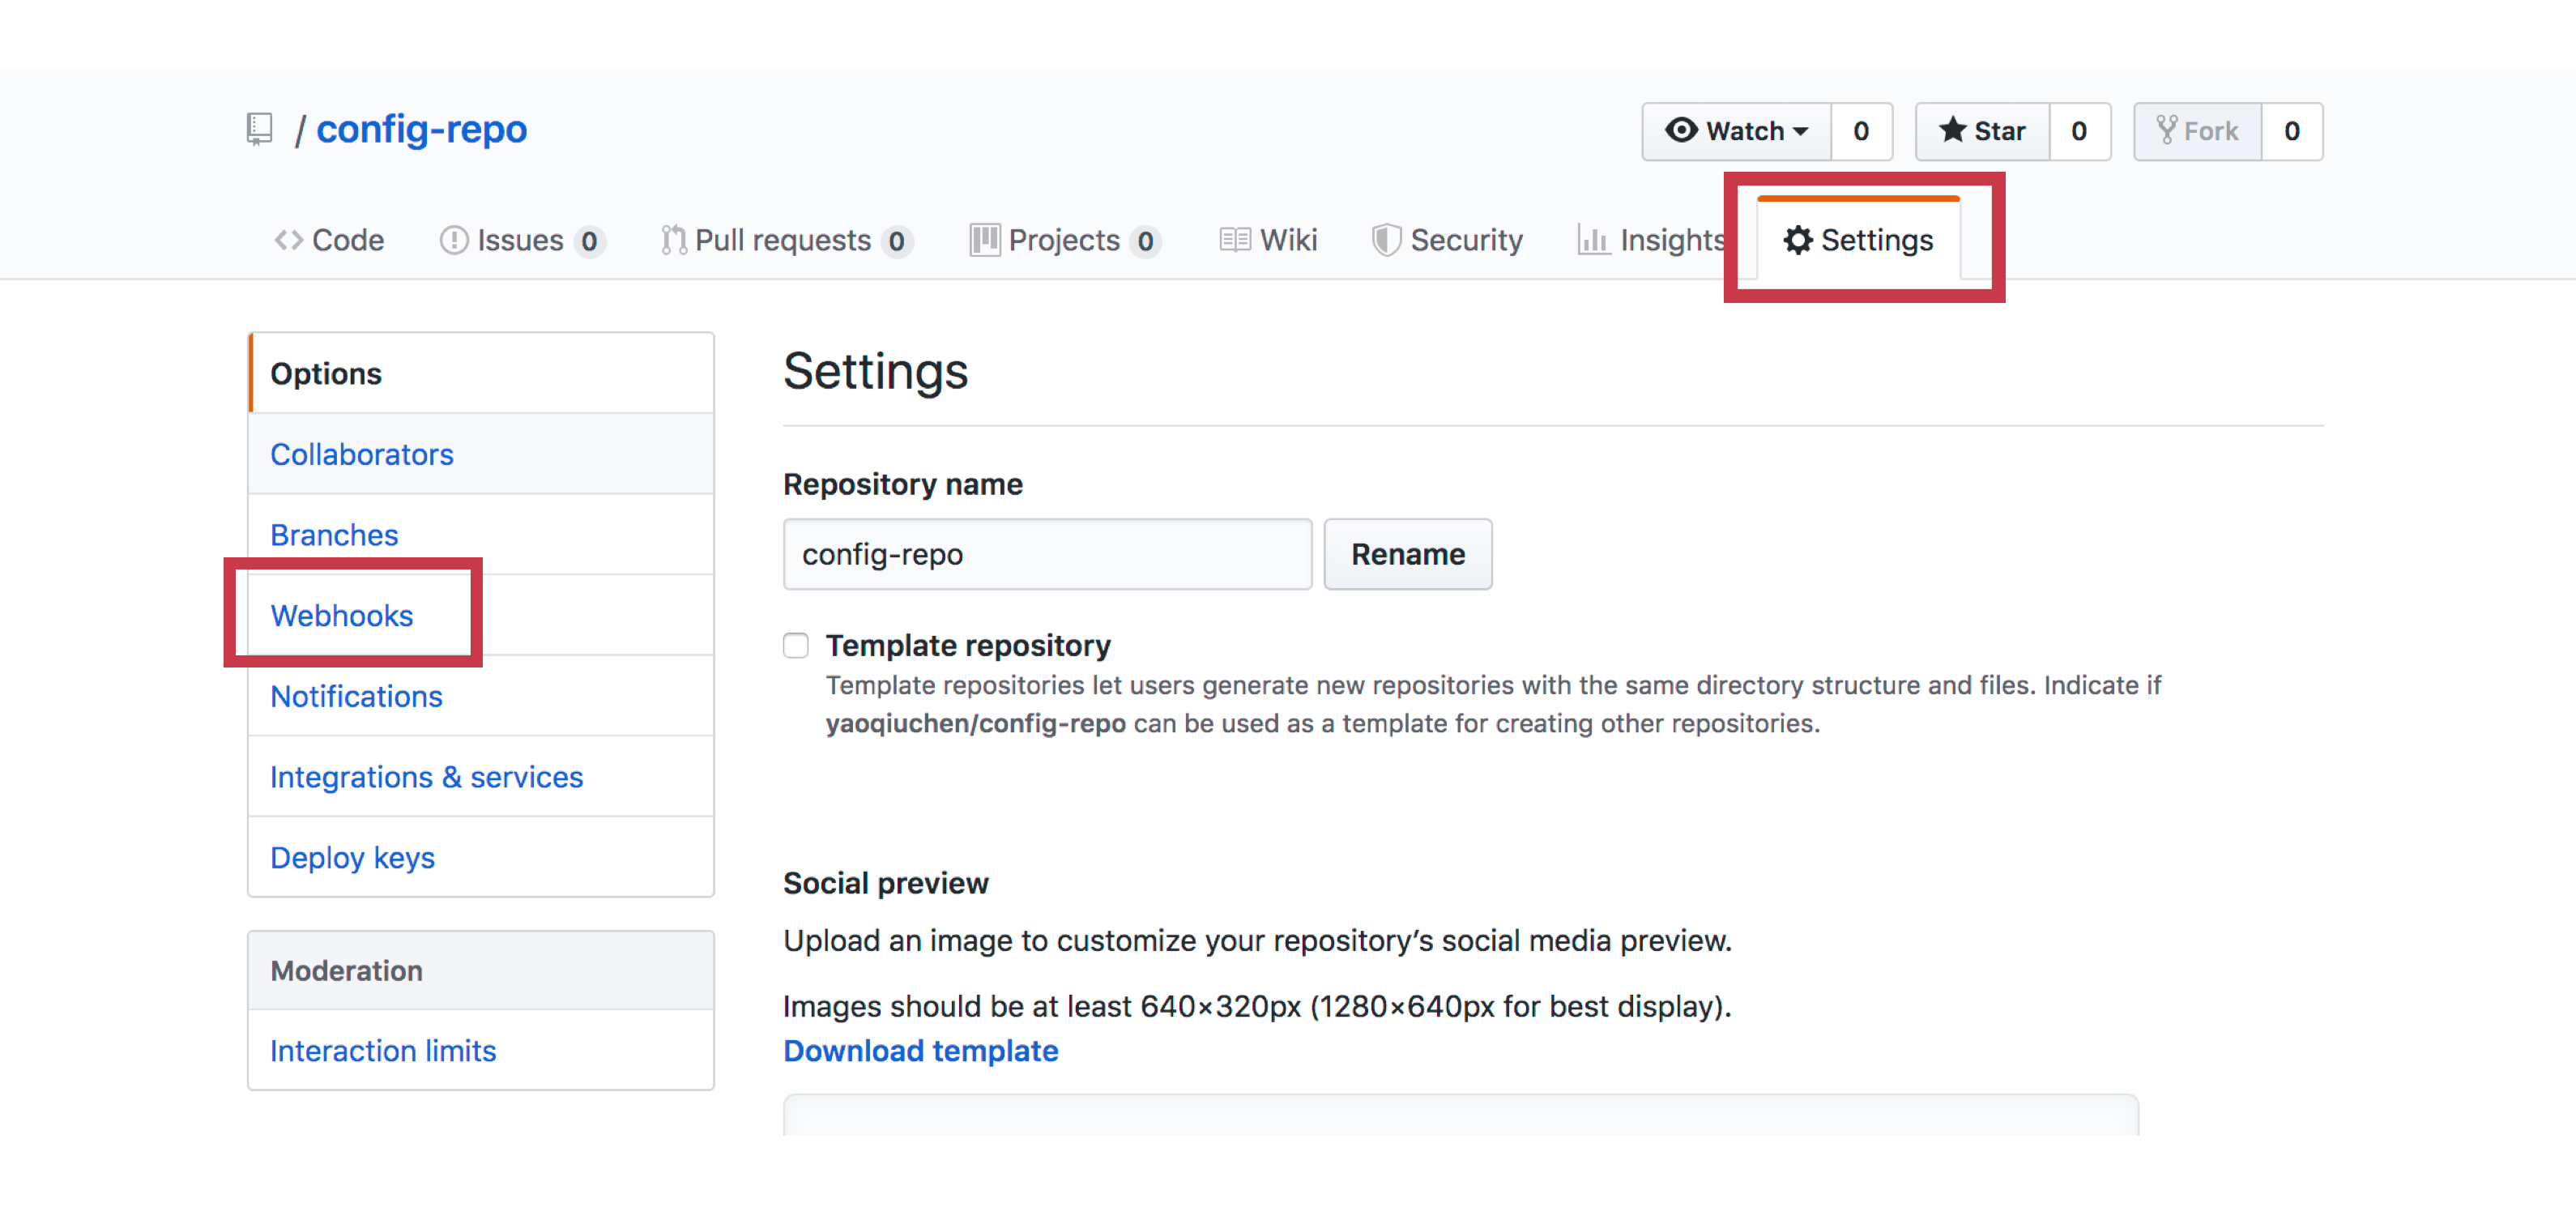 / config-repo
Watch 0 Star 0 Fork 0
Code Issues 0 Pull requests 0 Projects 0 Wiki Security Insights Settings
Options
Collaborators
Branches
Webhooks
Notifications
Integrations & services
Deploy keys
Moderation
Interaction limits
Settings
Repository name
config-repo Rename
Template repository
Template repositories let users generate new repositories with the same directory structure and files. Indicate if
yaoqiuchen/config-repo can be used as a template for creating other repositories.
Social preview
Upload an image to customize your repository’s social media preview.
Images should be at least 640×320px (1280×640px for best display).
Download template